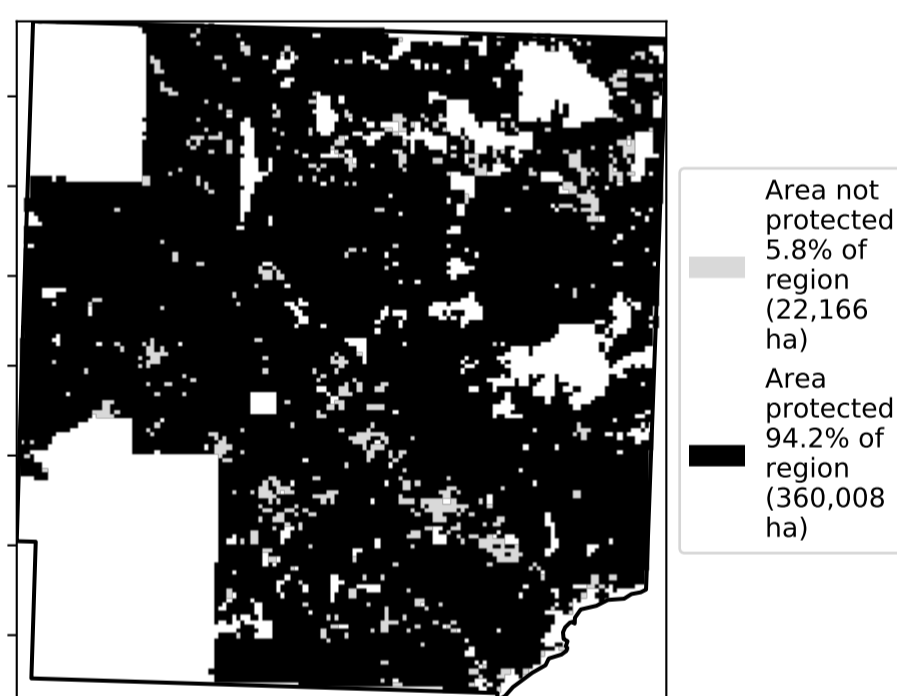 Area not
protected
5.8% of
region
(22,166
ha)
Area
protected
94.2% of
region
(360,008
ha)